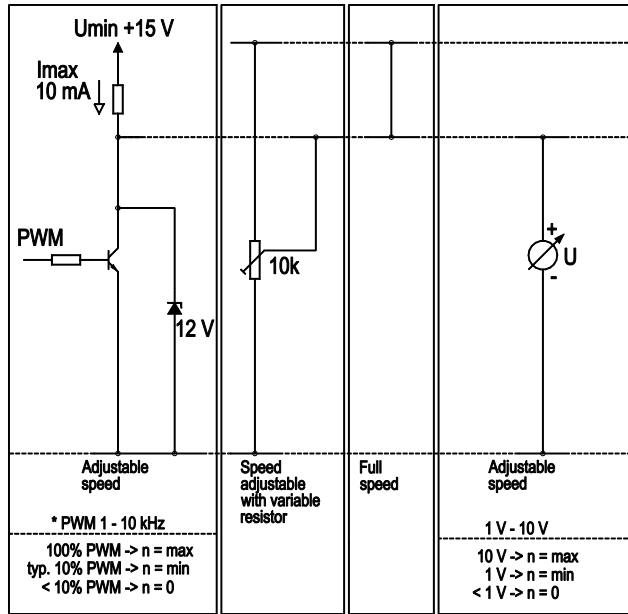 Umin +15 V
Imax
10 mA
PWM
12 V
10k
+
U
-
Adjustable
speed
* PWM 1 - 10 kHz
100% PWM -> n = max
typ. 10% PWM -> n = min
< 10% PWM -> n = 0
Speed
adjustable
with variable
resistor
Full
speed
Adjustable
speed
1 V - 10 V
10 V -> n = max
1 V -> n = min
< 1 V -> n = 0